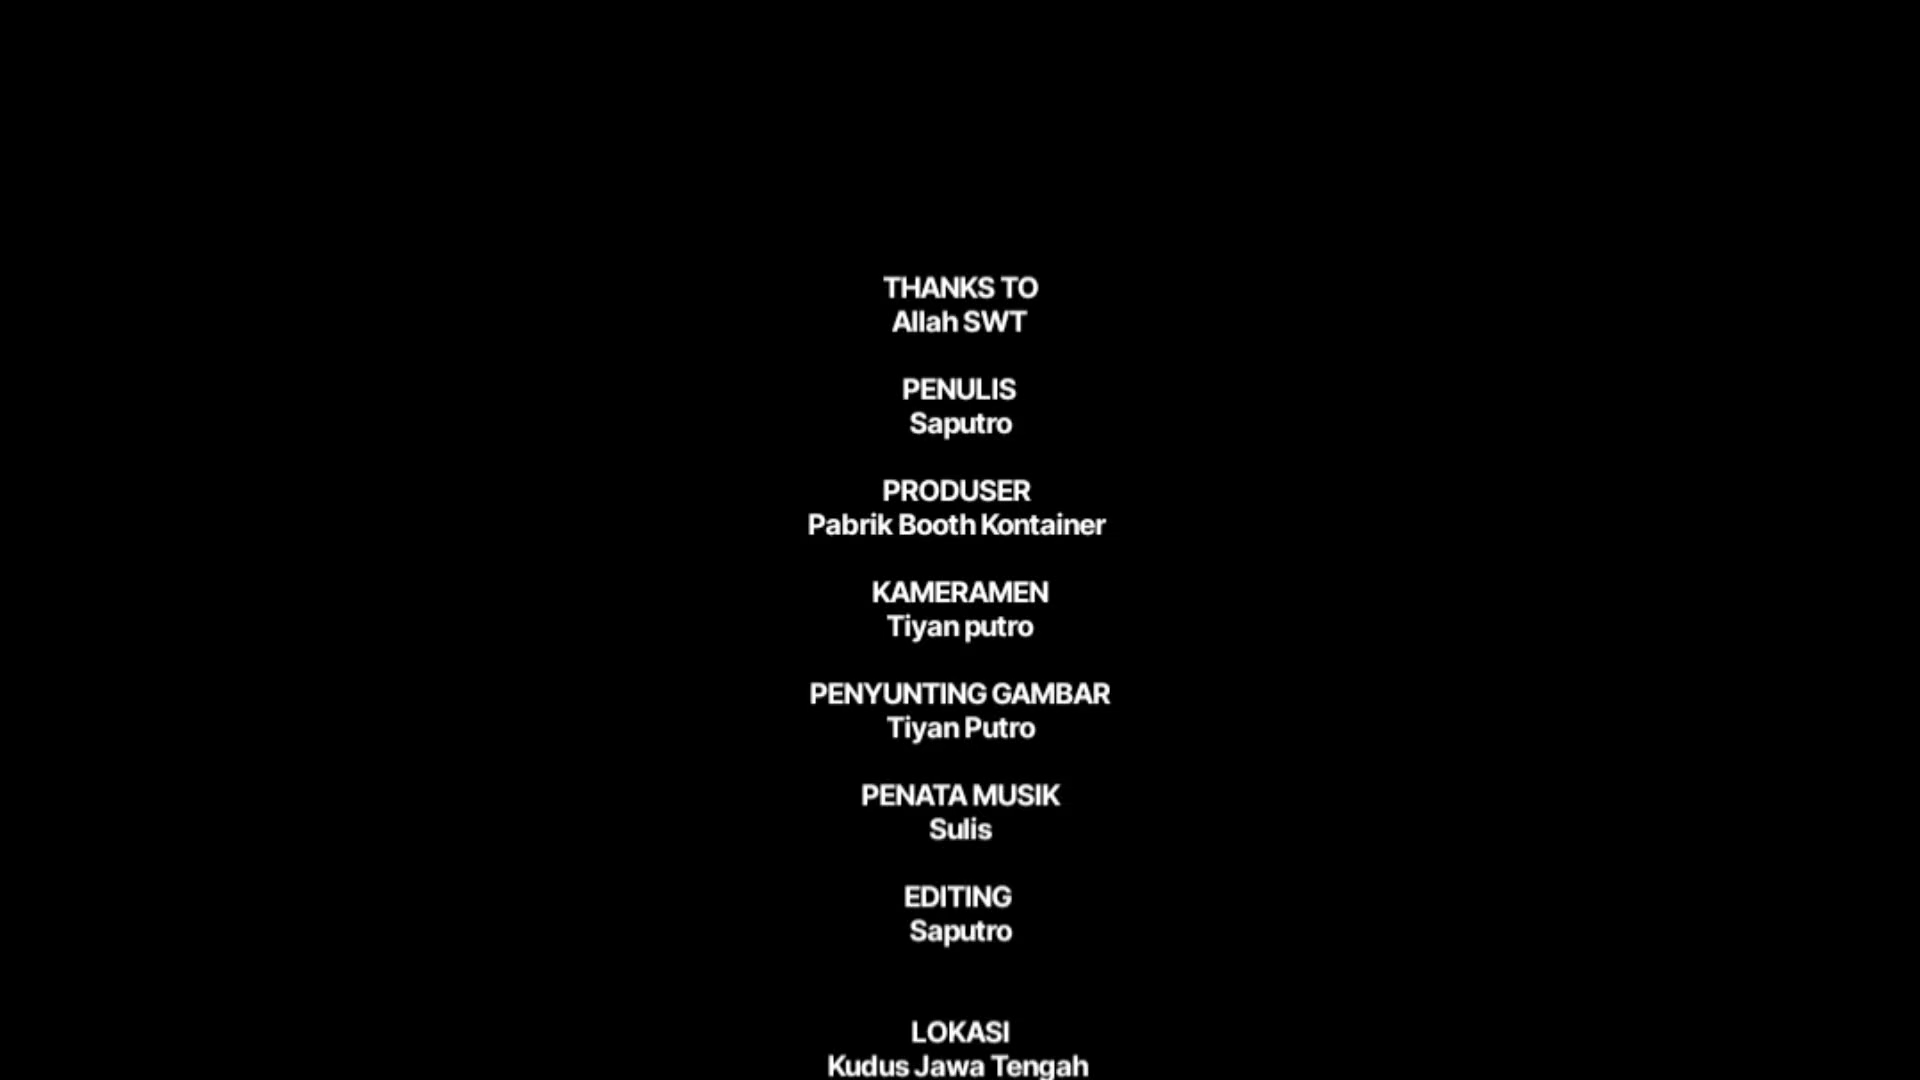 THANKS TO
Allah SWT
PENULIS
Saputro
PRODUSER
Pabrik Booth Kontainer
KAMERAMEN
Tiyan putro
PENYUNTING GAMBAR
Tiyan Putro
PENATA MUSIK
Sulis
EDITING
Saputro
LOKASI
Kudus Jawa Tengah